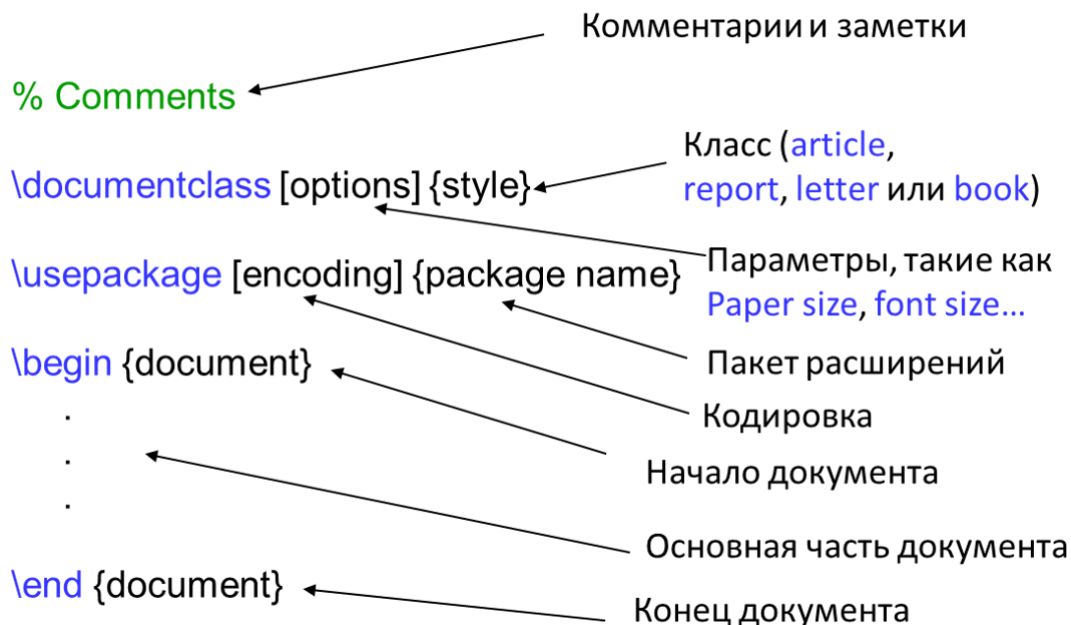 Комментарии и заметки
% Comments
Класс (article,
report, letter или book)
\documentclass [options] {style}
\usepackage [encoding] {package name}
Параметры, такие как
Paper size, font size...
\begin {document}
Пакет расширений
Кодировка
.
.
.
Начало документа
Основная часть документа
\end {document}
Конец документа